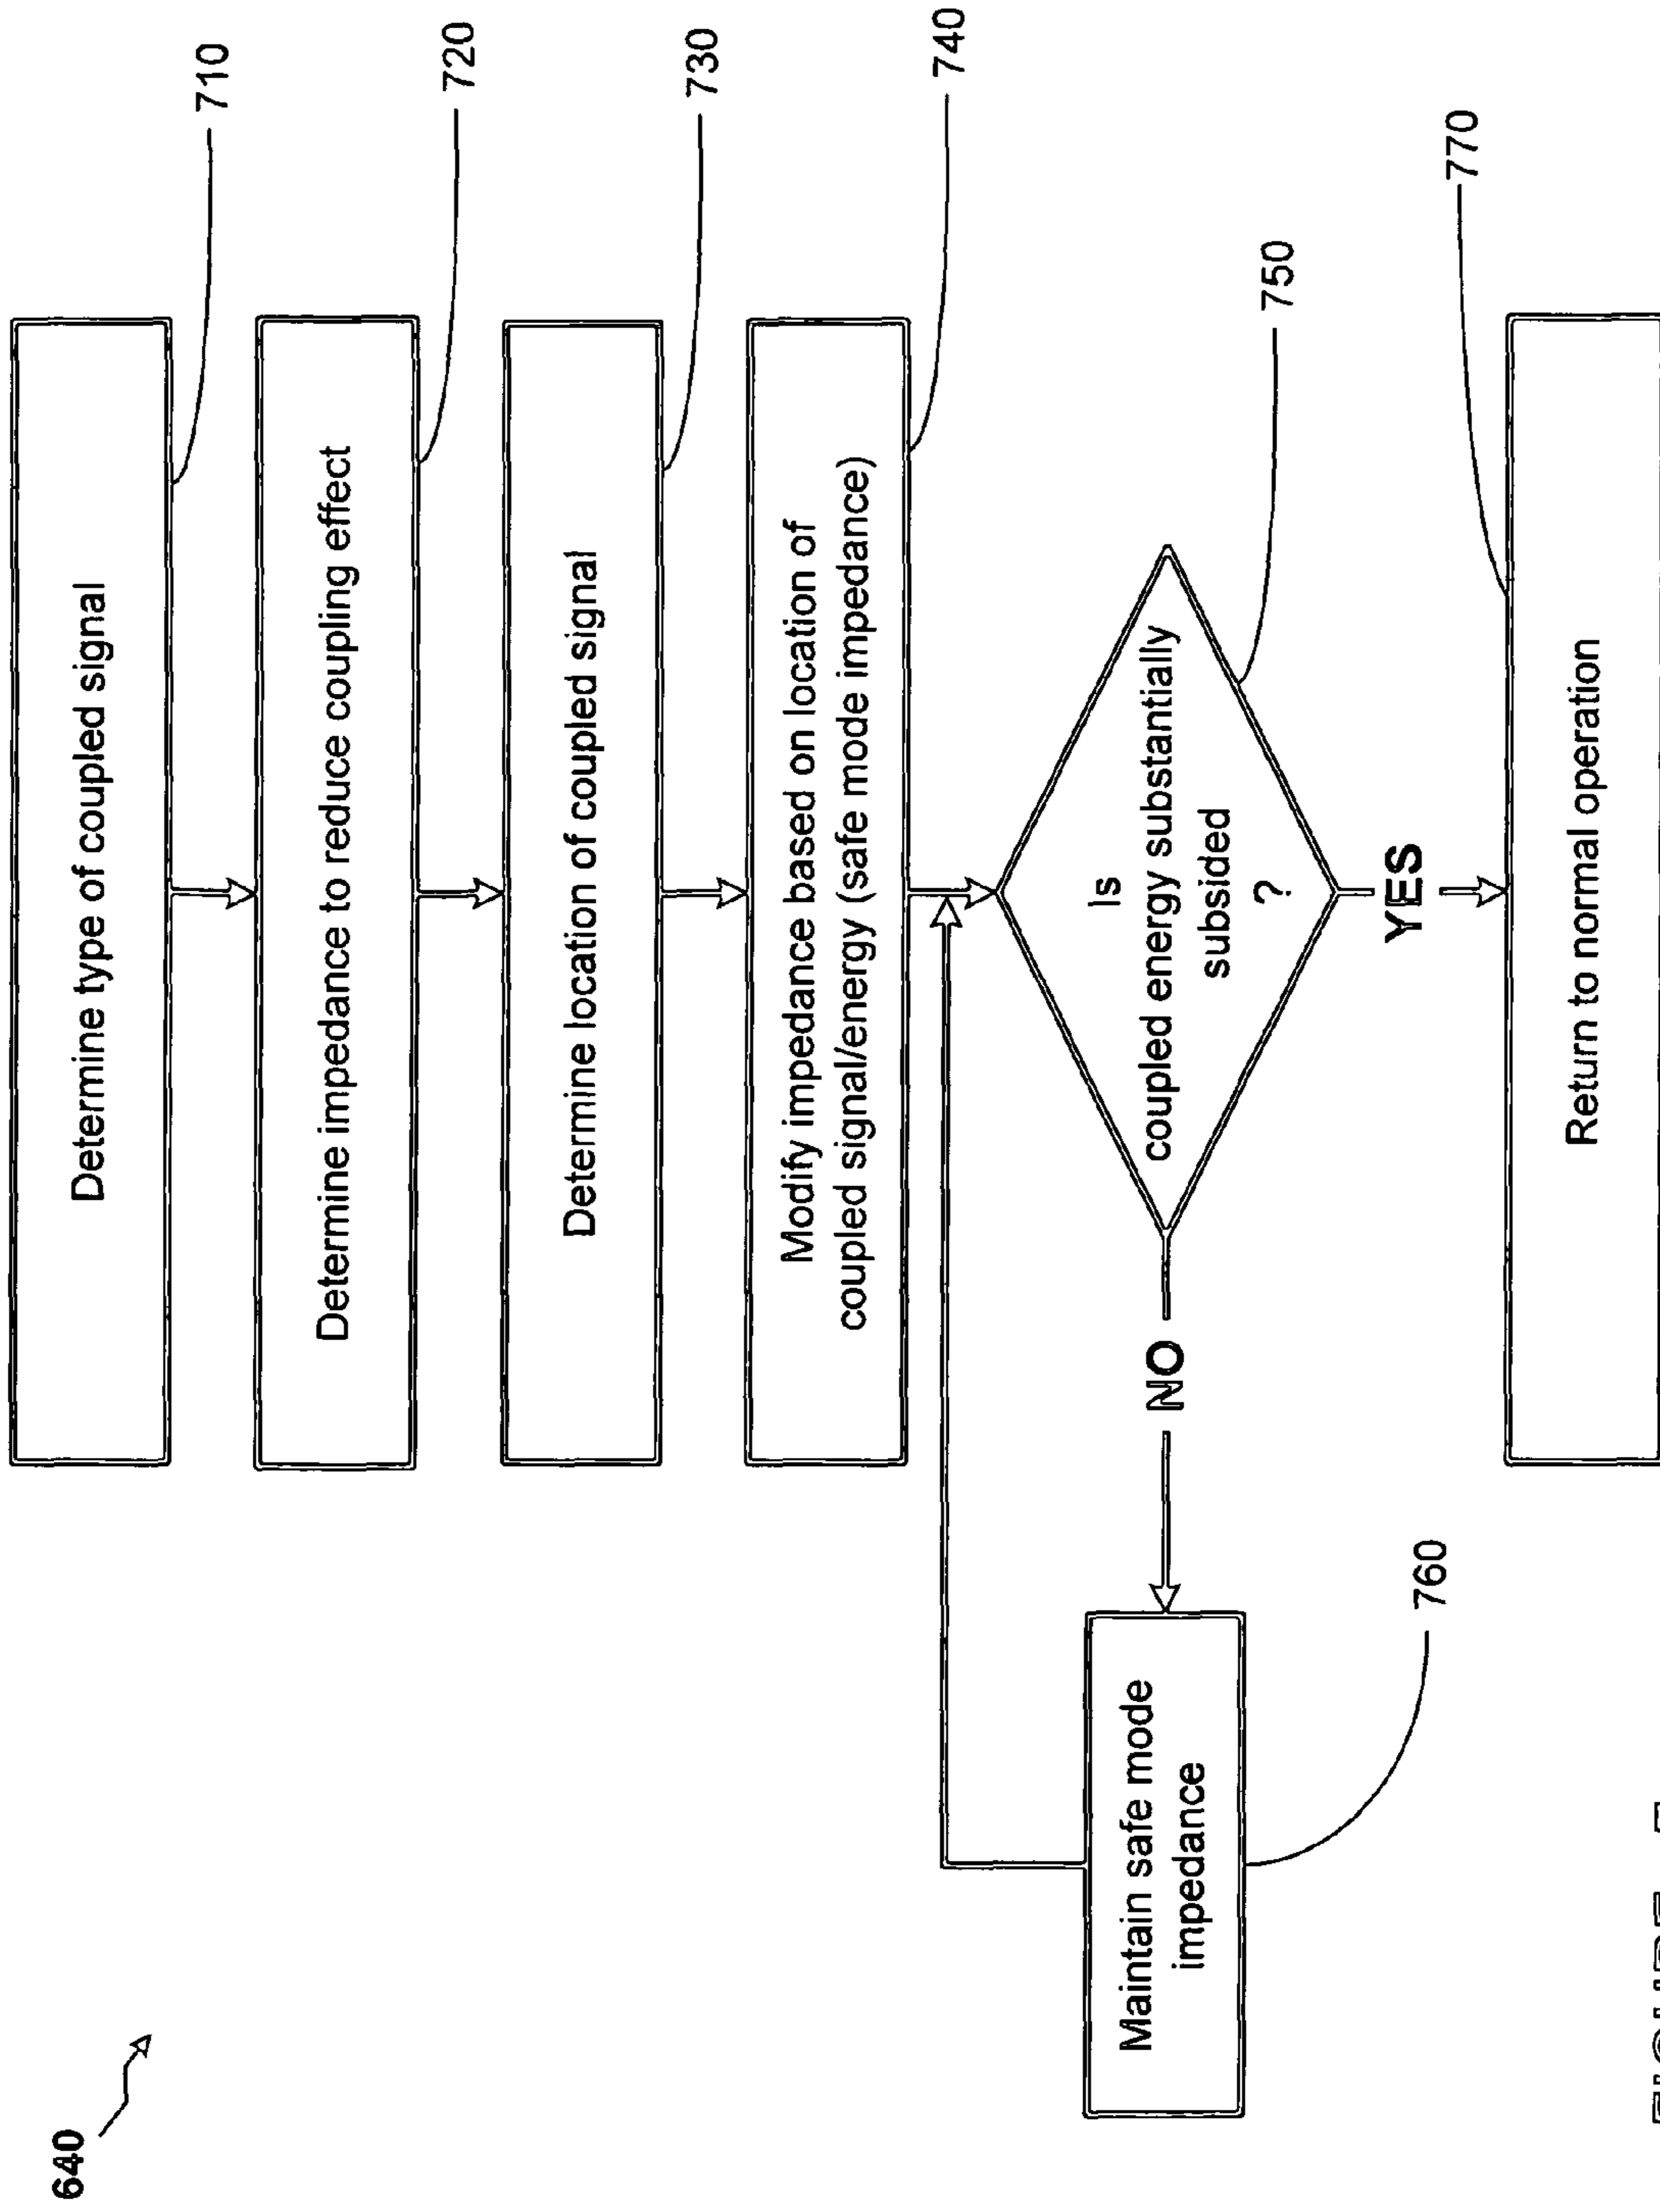 640
Determine type of coupled signal
710
Determine impedance to reduce coupling effect
720
Determine location of coupled signal
730
Modify impedance based on location of
coupled signal/energy (safe mode impedance)
740
Is
coupled energy substantially
subsided
?
750
NO
Maintain safe mode
impedance
760
YES
Return to normal operation
770